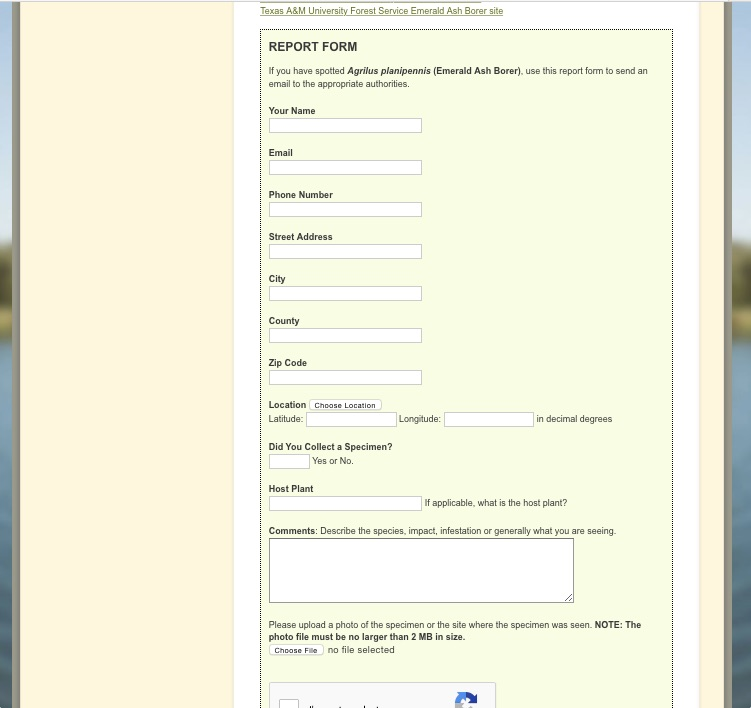 Texas A&M University Forest Service Emerald Ash Borer site
REPORT FORM
If you have spotted Agrilus planipennis (Emerald Ash Borer), use this report form to send an
email to the appropriate authorities.
Your Name
Email
Phone Number
Street Address
City
County
Zip Code
Location Choose Location
Latitude: Longitude: in decimal degrees
Did You Collect a Specimen?
Yes or No.
Host Plant
If applicable, what is the host plant?
Comments: Describe the species, impact, infestation or generally what you are seeing.
Please upload a photo of the specimen or the site where the specimen was seen. NOTE: The
photo file must be no larger than 2 MB in size.
Choose File no file selected